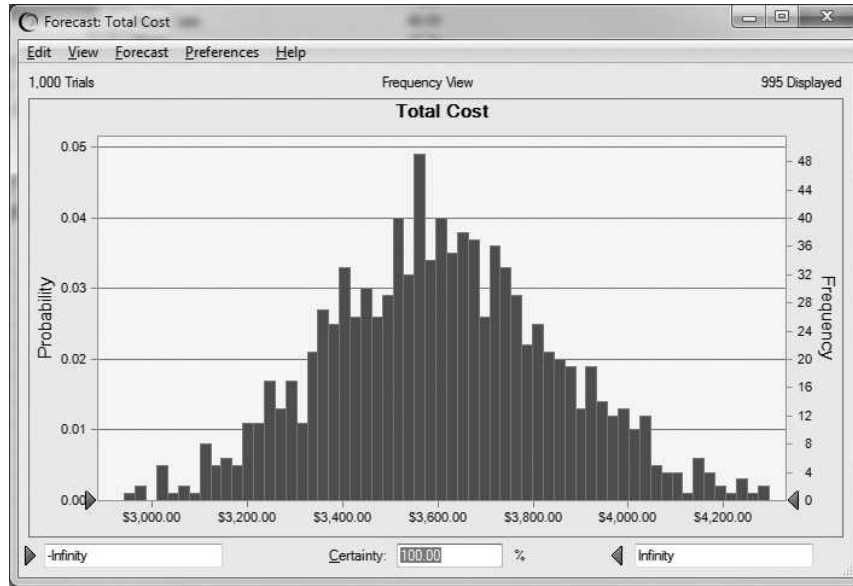 Forecast: Total Cost
Edit View Forecast Preferences Help
1,000 Trials Frequency View 995 Displayed
Total Cost
0.05
0.04
0.03
0.02
0.01
0.00
Probability
48
44
40
36
32
28
24
20
16
12
8
4
0
Frequency
$3,000.00 $3,200.00 $3,400.00 $3,600.00 $3,800.00 $4,000.00 $4,200.00
-Infinity Certainty: 100.00 % Infinity